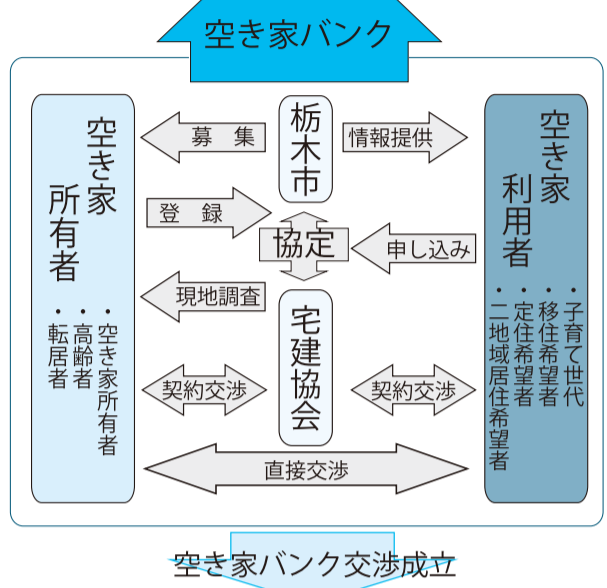 空き家バンク
空き家
所有者
・空き家所有者
・高齢者
・転居者
募　集
登　録
現地調査
契約交渉
栃木市
協定
宅建協会
情報提供
申し込み
契約交渉
直接交渉
空き家
利用者
・子育て世代
・移住希望者
・定住希望者
・二地域居住希望者
空き家バンク交渉成立